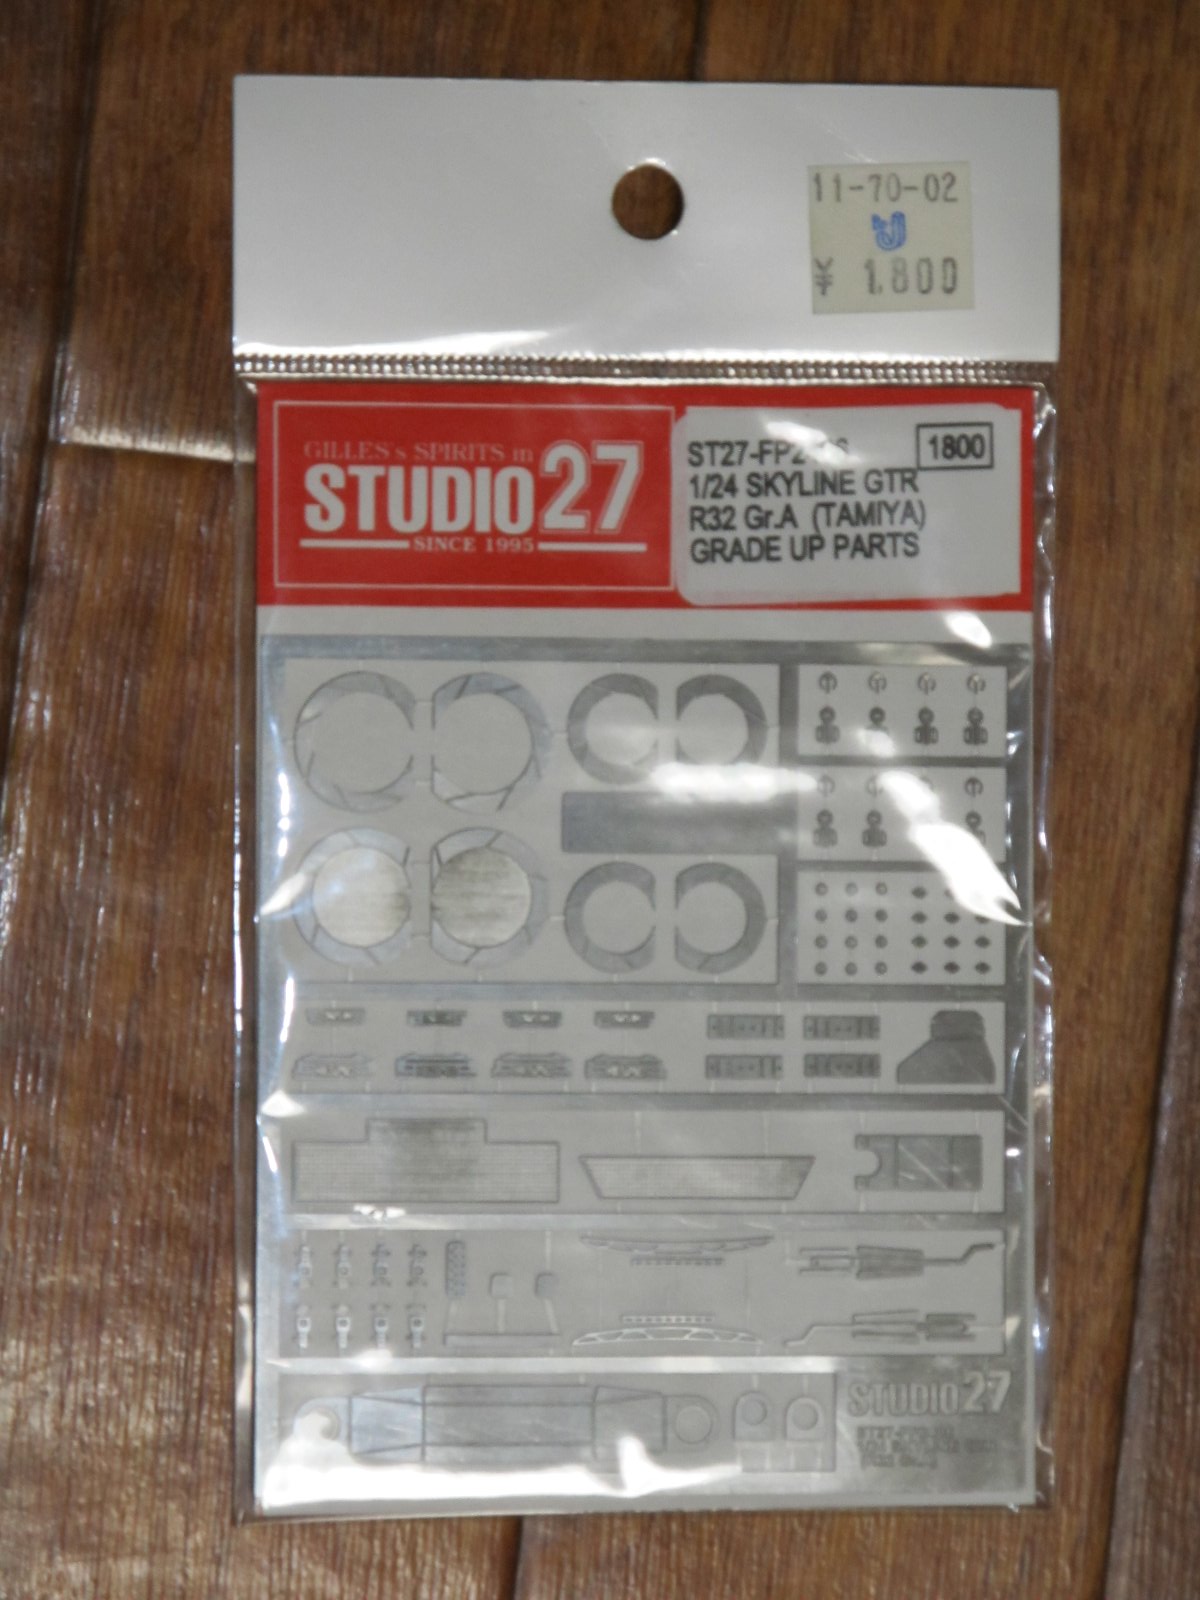 11-70-02
¥ 1,800
GILLES's SPIRITS in
STUDIO27
SINCE 1995
1800
1/24 SKYLINE GTR
R32 Gr.A (TAMIYA)
GRADE UP PARTS
STUDIO27